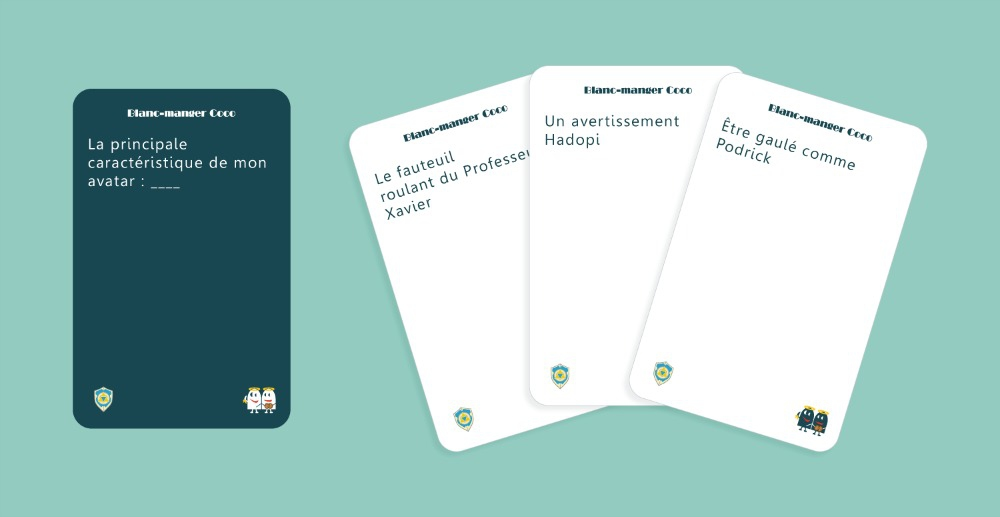 Blanc-manger Coco
La principale
caractéristique de mon
avatar : ____
Blanc-manger Coco
Le fauteuil
roulant du Professeu
Xavier
Blanc-manger Coco
Un avertissement
Hadopi
Blanc-manger Coco
Être gaulé comme
Podrick